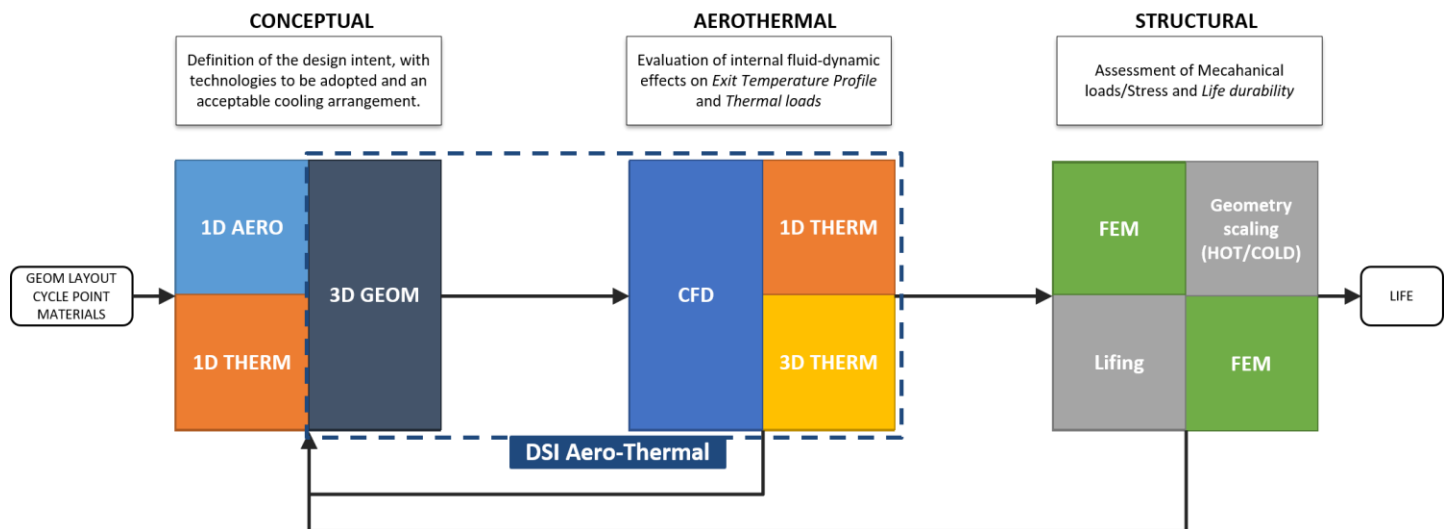 CONCEPTUAL
Definition of the design intent, with
technologies to be adopted and an
acceptable cooling arrangement.
AEROTHERMAL
Evaluation of internal fluid-dynamic
effects on Exit Temperature Profile
and Thermal loads
STRUCTURAL
Assessment of Mecahanical
loads/Stress and Life durability
GEOM LAYOUT
CYCLE POINT
MATERIALS
1D AERO
1D THERM
3D GEOM
CFD
1D THERM
3D THERM
FEM
Geometry
scaling
(HOT/COLD)
Lifing
FEM
LIFE
DSI Aero-Thermal